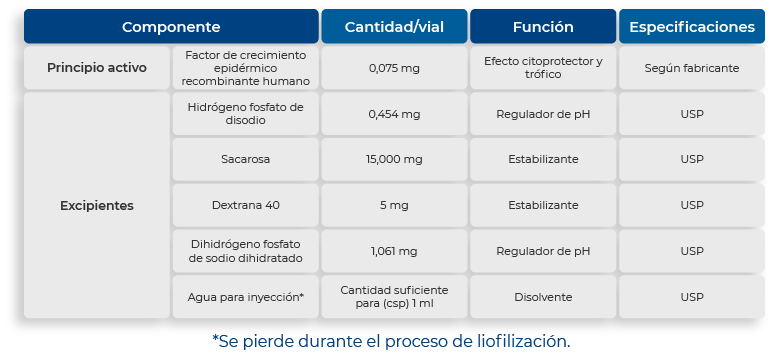 Componente Cantidad/vial Función Especificaciones
Principio activo
Factor de crecimiento
epidérmico
recombinante humano
0,075 mg
Efecto citoprotector y
trófico
Según fabricante
Excipientes
Hidrógeno fosfato de
disodio
0,454 mg
Regulador de pH
USP
Sacarosa
15,000 mg
Estabilizante
USP
Dextrana 40
5 mg
Estabilizante
USP
Dihidrógeno fosfato
de sodio dihidratado
1,061 mg
Regulador de pH
USP
Agua para inyección*
Cantidad suficiente
para (csp) 1 ml
Disolvente
USP
*Se pierde durante el proceso de liofilización.